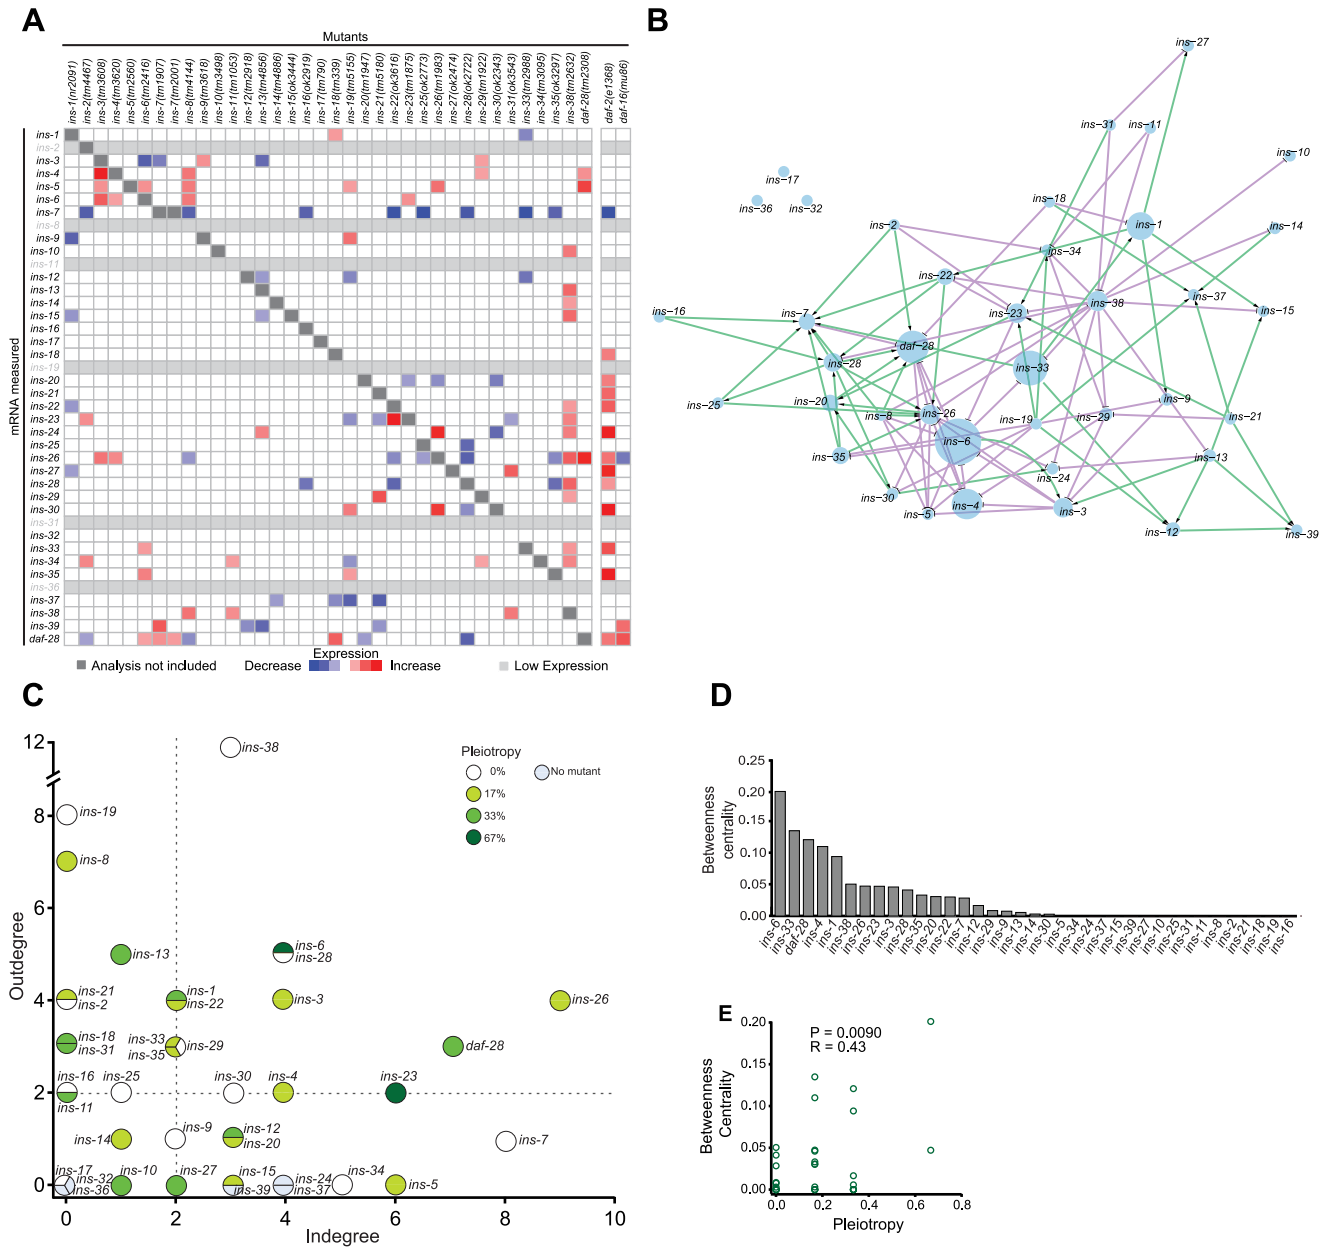 A
Mutants
ins-1(nr2091)
ins-2(tm4467)
ins-3(tm3608)
ins-4(tm3620)
ins-5(tm2560)
ins-6(tm2416)
ins-7(tm1907)
ins-7(tm2001)
ins-8(tm4144)
ins-9(tm3618)
ins-10(tm3498)
ins-11(tm1053)
ins-12(tm2918)
ins-13(tm4856)
ins-14(tm4886)
ins-15(ok3444)
ins-16(ok2919)
ins-17(tm790)
ins-18(tm339)
ins-19(tm5155)
ins-20(tm1947)
ins-21(tm5180)
ins-22(ok3616)
ins-23(tm1875)
ins-25(ok2773)
ins-26(tm1983)
ins-27(ok2474)
ins-28(ok2722)
ins-29(tm1922)
ins-30(ok2343)
ins-31(ok3543)
ins-33(tm2988)
ins-34(tm3095)
ins-35(ok3297)
ins-38(tm2632)
daf-28(tm2308)
daf-2(e1368)
daf-16(mu86)
mRNA measured
ins-1
ins-2
ins-3
ins-4
ins-5
ins-6
ins-7
ins-8
ins-9
ins-10
ins-11
ins-12
ins-13
ins-14
ins-15
ins-16
ins-17
ins-18
ins-19
ins-20
ins-21
ins-22
ins-23
ins-24
ins-25
ins-26
ins-27
ins-28
ins-29
ins-30
ins-31
ins-32
ins-33
ins-34
ins-35
ins-36
ins-37
ins-38
ins-39
daf-28
Expression
Analysis not included
Decrease
Increase
Low Expression
B
ins-27
ins-31
ins-11
ins-10
ins-17
ins-36
ins-32
ins-18
ins-2
ins-1
ins-14
ins-34
ins-22
ins-38
ins-37
ins-16
ins-7
ins-23
ins-15
daf-28
ins-28
ins-33
ins-25
ins-20
ins-8
ins-26
ins-19
ins-29
ins-9
ins-21
ins-6
ins-35
ins-24
ins-13
ins-30
ins-5
ins-4
ins-3
ins-12
ins-39
C
Outdegree
12
8
6
4
2
0
0
2
4
6
8
10
Indegree
Pleiotropy
0%
No mutant
17%
33%
67%
ins-38
ins-19
ins-8
ins-13
ins-6
ins-28
ins-21
ins-2
ins-1
ins-22
ins-3
ins-26
ins-18
ins-31
ins-33
ins-35
ins-29
daf-28
ins-16
ins-11
ins-25
ins-30
ins-4
ins-23
ins-14
ins-9
ins-12
ins-20
ins-7
ins-17
ins-32
ins-36
ins-10
ins-27
ins-15
ins-39
ins-24
ins-37
ins-34
ins-5
D
Betweenness
centrality
0.25
0.20
0.15
0.10
0.05
0.00
ins-6
ins-33
daf-28
ins-4
ins-1
ins-38
ins-26
ins-23
ins-3
ins-28
ins-35
ins-20
ins-22
ins-7
ins-12
ins-29
ins-9
ins-13
ins-14
ins-30
ins-5
ins-34
ins-24
ins-37
ins-15
ins-39
ins-27
ins-10
ins-25
ins-31
ins-11
ins-8
ins-2
ins-21
ins-18
ins-19
ins-16
E
Betweenness
Centrality
0.20
0.15
0.10
0.05
0.00
P = 0.0090
R = 0.43
0.0
0.2
0.4
0.6
0.8
Pleiotropy